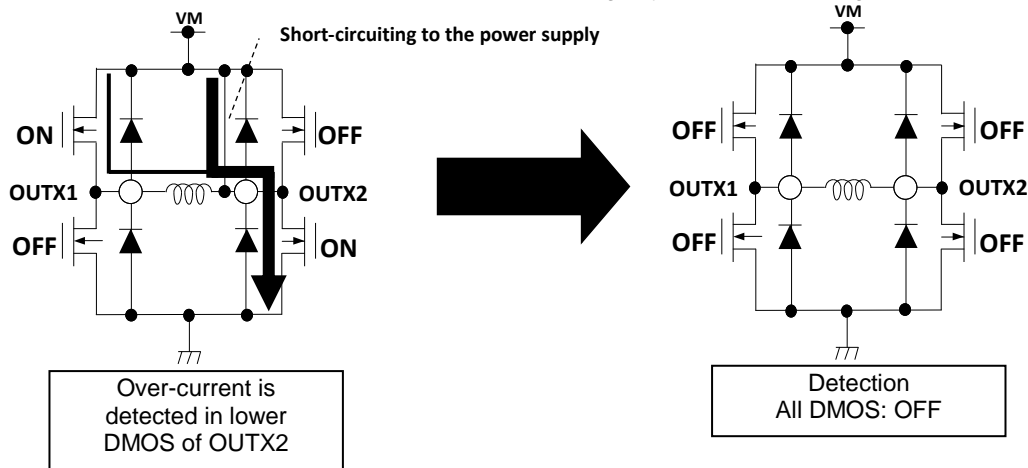 VM
Short-circuiting to the power supply
ON
OFF
OUTX1
OUTX2
OFF
ON
Over-current is
detected in lower
DMOS of OUTX2
VM
OFF
OFF
OUTX1
OUTX2
OFF
OFF
Detection
All DMOS: OFF